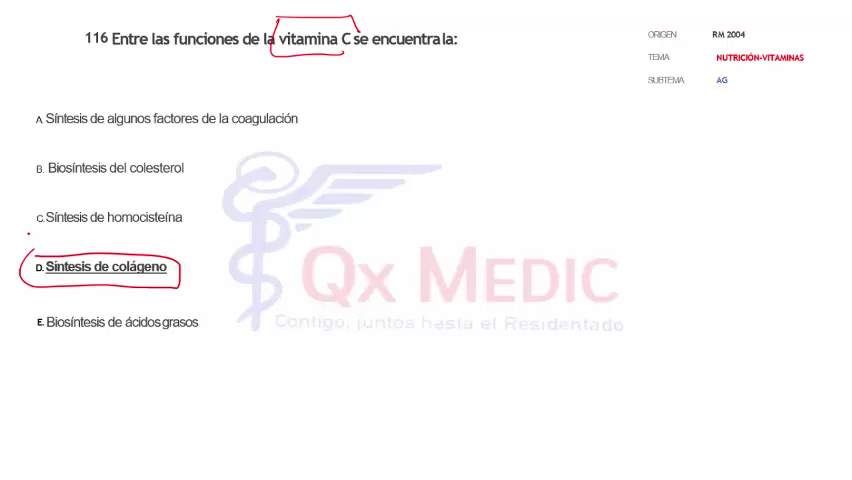 116 Entre las funciones de la vitamina C se encuentra la:
ORIGEN RM 2004
TEMA NUTRICIÓN-VITAMINAS
SUBTEMA AG
A. Síntesis de algunos factores de la coagulación
B. Biosíntesis del colesterol
C. Síntesis de homocisteína
D. Síntesis de colágeno
E. Biosíntesis de ácidos grasos
Qx MEDIC
Contigo, juntos hasta el Residentado